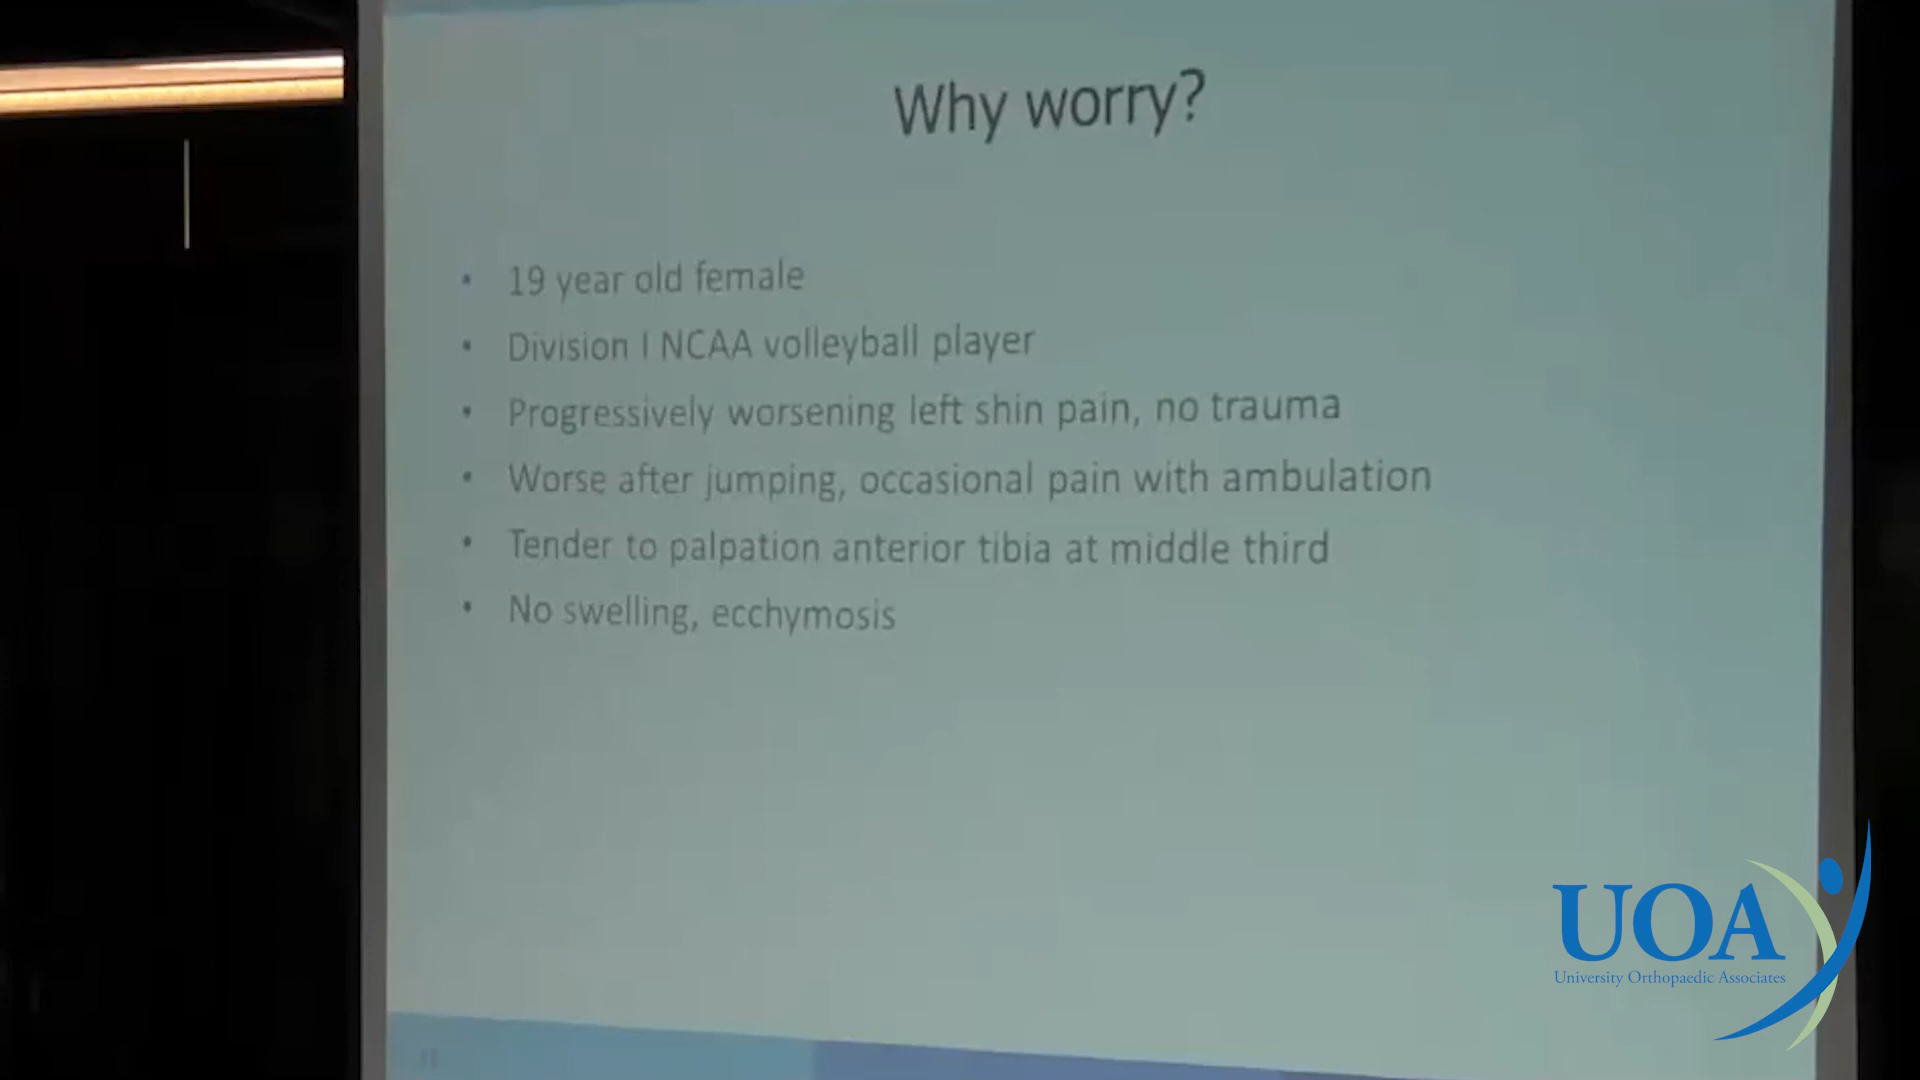 Why worry?
• 19 year old female
• Division I NCAA volleyball player
• Progressively worsening left shin pain, no trauma
• Worse after jumping, occasional pain with ambulation
• Tender to palpation anterior tibia at middle third
• No swelling, ecchymosis
UOA
University Orthopaedic Associates